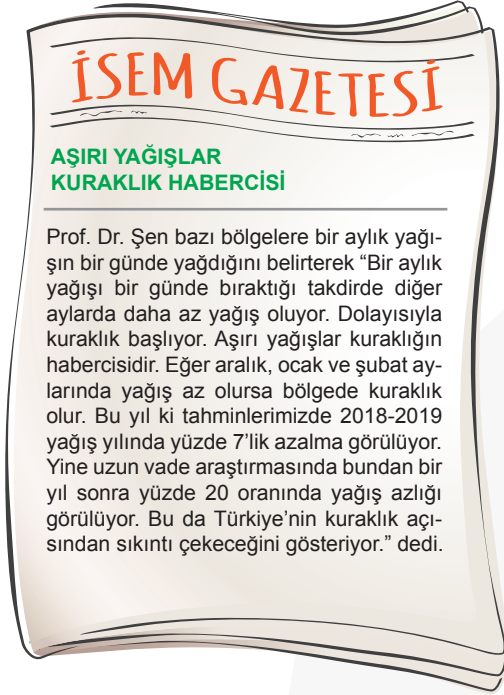 İSEM GAZETESİ
AŞIRI YAĞIŞLAR
KURAKLIK HABERCİSİ
Prof. Dr. Şen bazı bölgelere bir aylık yağı-
şın bir günde yağdığını belirterek “Bir aylık
yağışı bir günde bıraktığı takdirde diğer
aylarda daha az yağış oluyor. Dolayısıyla
kuraklık başlıyor. Aşırı yağışlar kuraklığın
habercisidir. Eğer aralık, ocak ve şubat ay-
larında yağış az olursa bölgede kuraklık
olur. Bu yıl ki tahminlerimizde 2018-2019
yağış yılında yüzde 7’lik azalma görülüyor.
Yine uzun vade araştırmasında bundan bir
yıl sonra yüzde 20 oranında yağış azlığı
görülüyor. Bu da Türkiye’nin kuraklık açı-
sından sıkıntı çekeceğini gösteriyor.” dedi.